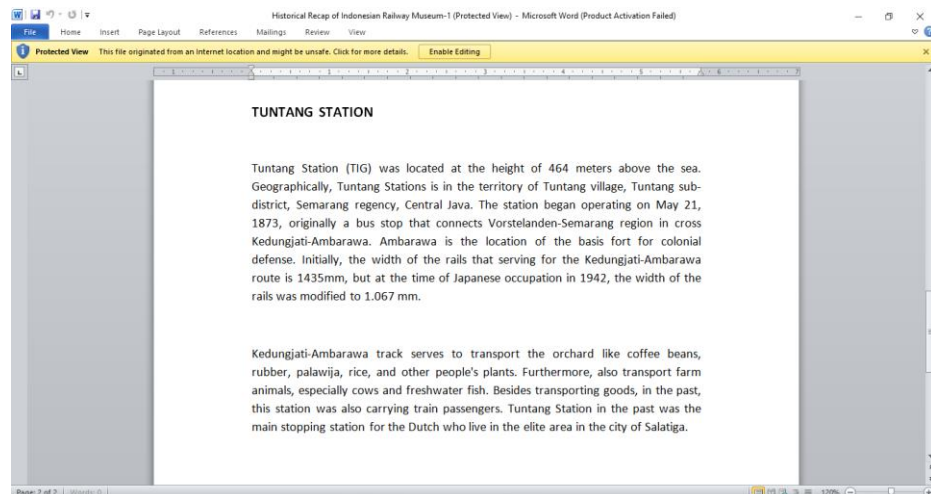 Historical Recap of Indonesian Railway Museum-1 (Protected View) - Microsoft Word (Product Activation Failed)
File Home Insert Page Layout References Mailings Review View
Protected View This file originated from an Internet location and might be unsafe. Click for more details. Enable Editing
TUNTANG STATION
Tuntang Station (TIG) was located at the height of 464 meters above the sea.
Geographically, Tuntang Stations is in the territory of Tuntang village, Tuntang sub-
district, Semarang regency, Central Java. The station began operating on May 21,
1873, originally a bus stop that connects Vorstelanden-Semarang region in cross
Kedungjati-Ambarawa. Ambarawa is the location of the basis fort for colonial
defense. Initially, the width of the rails that serving for the Kedungjati-Ambarawa
route is 1435mm, but at the time of Japanese occupation in 1942, the width of the
rails was modified to 1.067 mm.
Kedungjati-Ambarawa track serves to transport the orchard like coffee beans,
rubber, palawija, rice, and other people's plants. Furthermore, also transport farm
animals, especially cows and freshwater fish. Besides transporting goods, in the past,
this station was also carrying train passengers. Tuntang Station in the past was the
main stopping station for the Dutch who live in the elite area in the city of Salatiga.
Page: 2 of 2 Words: 0 120%